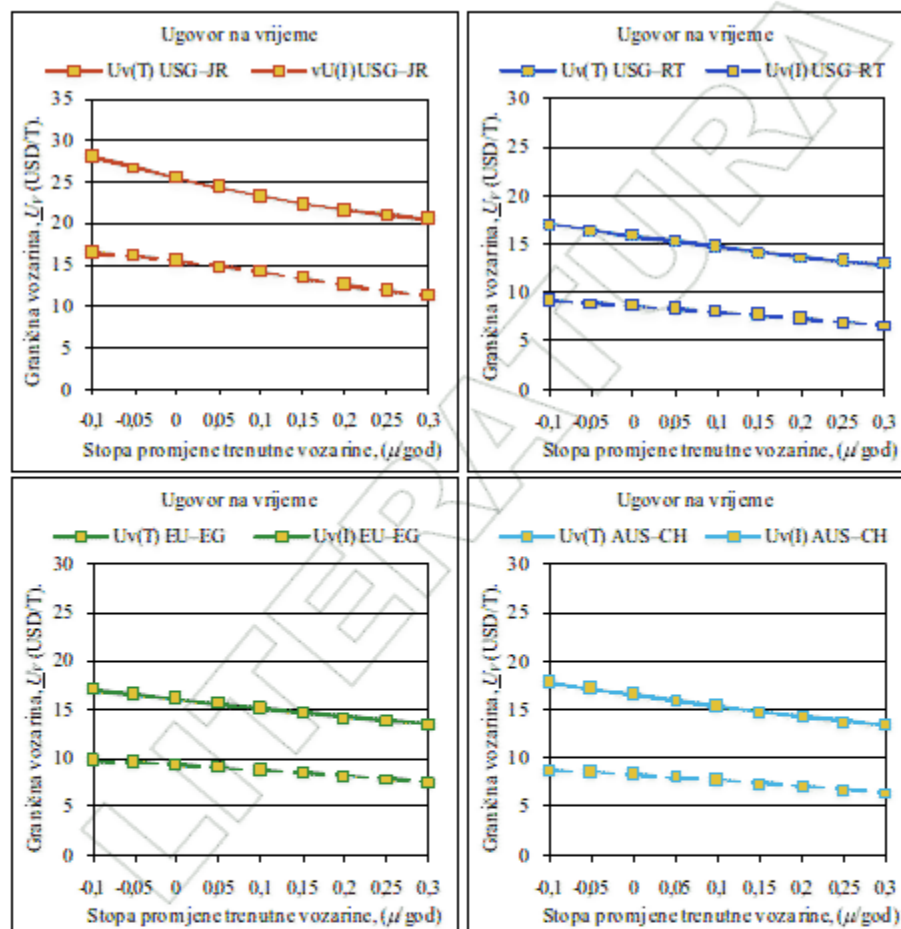 Ugovor na vrijeme
Uv(T) USG–JR vU(I) USG–JR
Granična vozarina, U_V (USD/T).
35
30
25
20
15
10
5
0
-0,1 -0,05 0 0,05 0,1 0,15 0,2 0,25 0,3
Stopa promjene trenutne vozarine, (μ/god)
Ugovor na vrijeme
Uv(T) USG–RT Uv(I) USG–RT
Granična vozarina, U_V (USD/T).
30
25
20
15
10
5
0
-0,1 -0,05 0 0,05 0,1 0,15 0,2 0,25 0,3
Stopa promjene trenutne vozarine, (μ/god)
Ugovor na vrijeme
Uv(T) EU–EG Uv(I) EU–EG
Granična vozarina, U_V (USD/T).
30
25
20
15
10
5
0
-0,1 -0,05 0 0,05 0,1 0,15 0,2 0,25 0,3
Stopa promjene trenutne vozarine, (μ/god)
Ugovor na vrijeme
Uv(T) AUS–CH Uv(I) AUS–CH
Granična vozarina, U_V (USD/T).
30
25
20
15
10
5
0
-0,1 -0,05 0 0,05 0,1 0,15 0,2 0,25 0,3
Stopa promjene trenutne vozarine, (μ/god)
LITERATURA